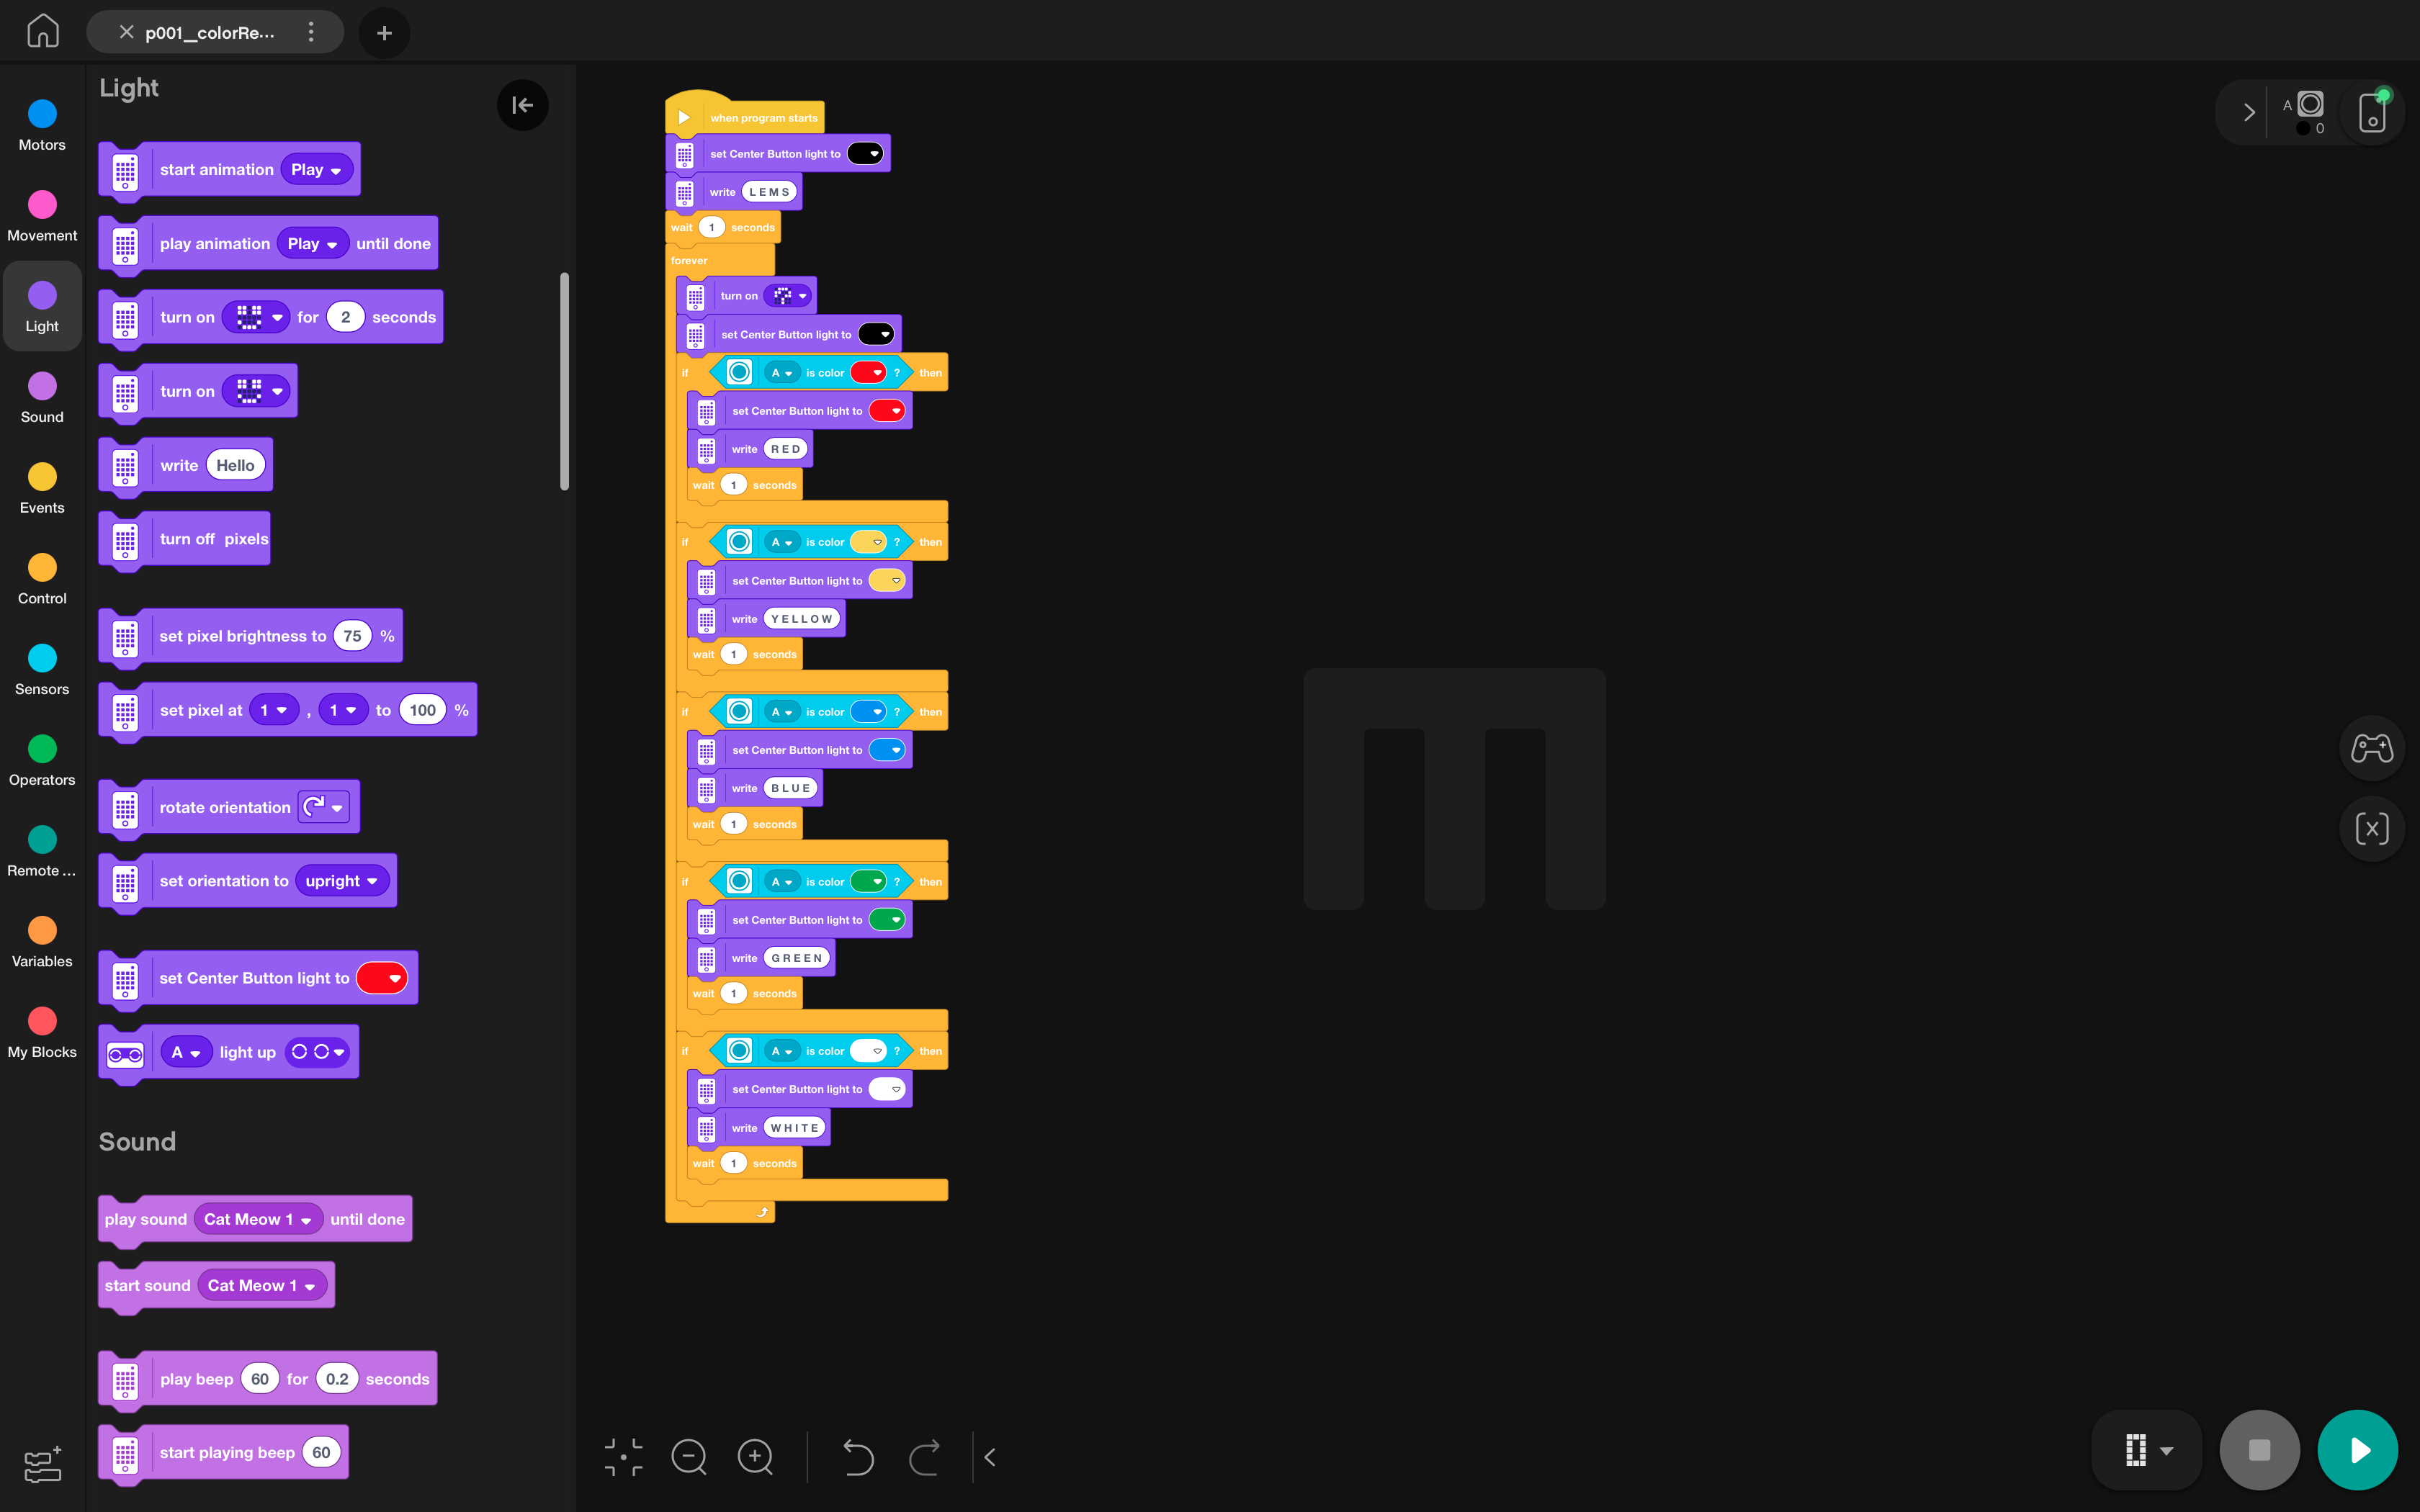 p001_colorRe...
Motors
Movement
Light
Sound
Events
Control
Sensors
Operators
Remote ...
Variables
My Blocks
Light
start animation Play
play animation Play until done
turn on for 2 seconds
turn on
write Hello
turn off pixels
set pixel brightness to 75 %
set pixel at 1 , 1 to 100 %
rotate orientation
set orientation to upright
set Center Button light to
A light up
Sound
play sound Cat Meow 1 until done
start sound Cat Meow 1
play beep 60 for 0.2 seconds
start playing beep 60
when program starts
set Center Button light to
write L E M S
wait 1 seconds
forever
turn on
set Center Button light to
if A is color ? then
set Center Button light to
write R E D
wait 1 seconds
if A is color ? then
set Center Button light to
write Y E L L O W
wait 1 seconds
if A is color ? then
set Center Button light to
write B L U E
wait 1 seconds
if A is color ? then
set Center Button light to
write G R E E N
wait 1 seconds
if A is color ? then
set Center Button light to
write W H I T E
wait 1 seconds
A
0